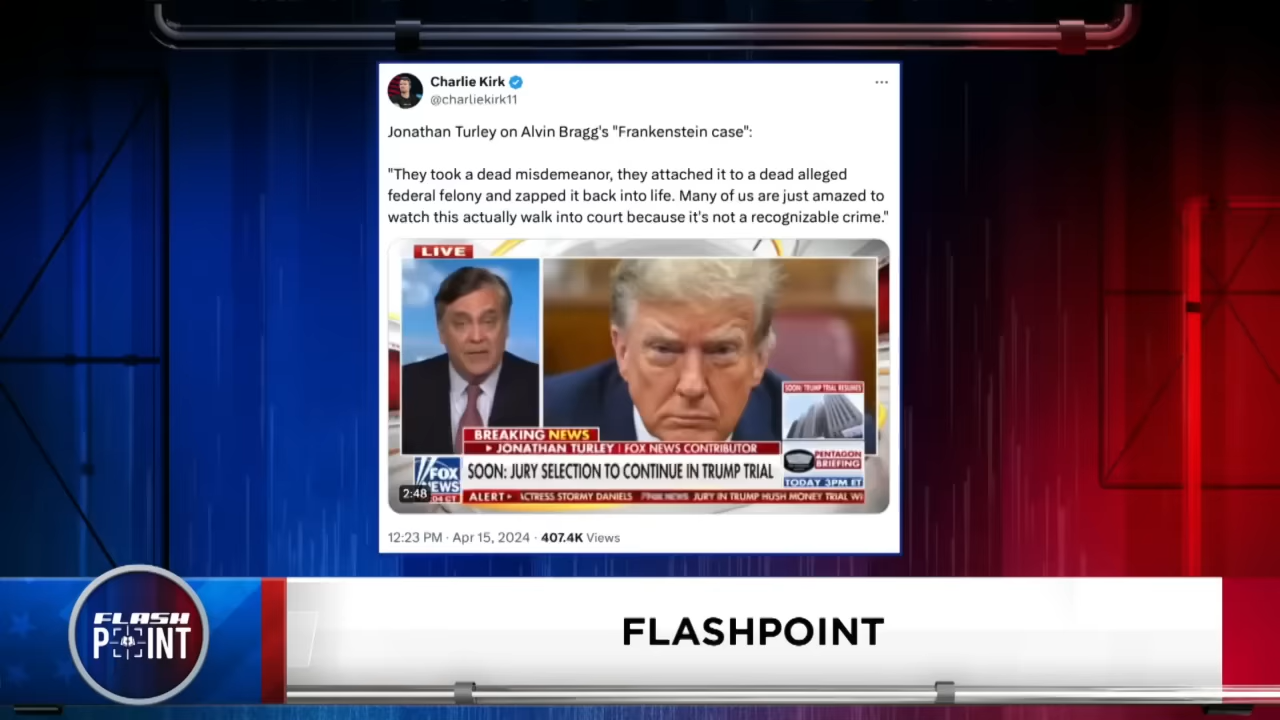 Charlie Kirk
@charliekirk11
Jonathan Turley on Alvin Bragg's "Frankenstein case":
"They took a dead misdemeanor, they attached it to a dead alleged
federal felony and zapped it back into life. Many of us are just amazed to
watch this actually walk into court because it's not a recognizable crime."
LIVE
SOON: TRUMP TRIAL RESUMES
BREAKING NEWS
JONATHAN TURLEY | FOX NEWS CONTRIBUTOR
FOX
NEWS
SOON: JURY SELECTION TO CONTINUE IN TRUMP TRIAL
PENTAGON
BRIEFING
TODAY 3PM ET
2:48
ALERT ACTRESS STORMY DANIELS FOX NEWS JURY IN TRUMP HUSH MONEY TRIAL WI
12:23 PM · Apr 15, 2024 · 407.4K Views
FLASH
POINT
FLASHPOINT